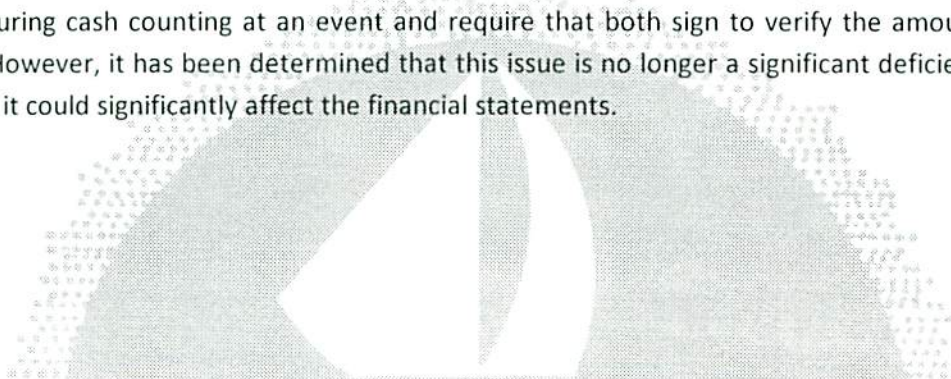 uring cash counting at an event and require that both sign to verify the amou
However, it has been determined that this issue is no longer a significant deficie
it could significantly affect the financial statements.